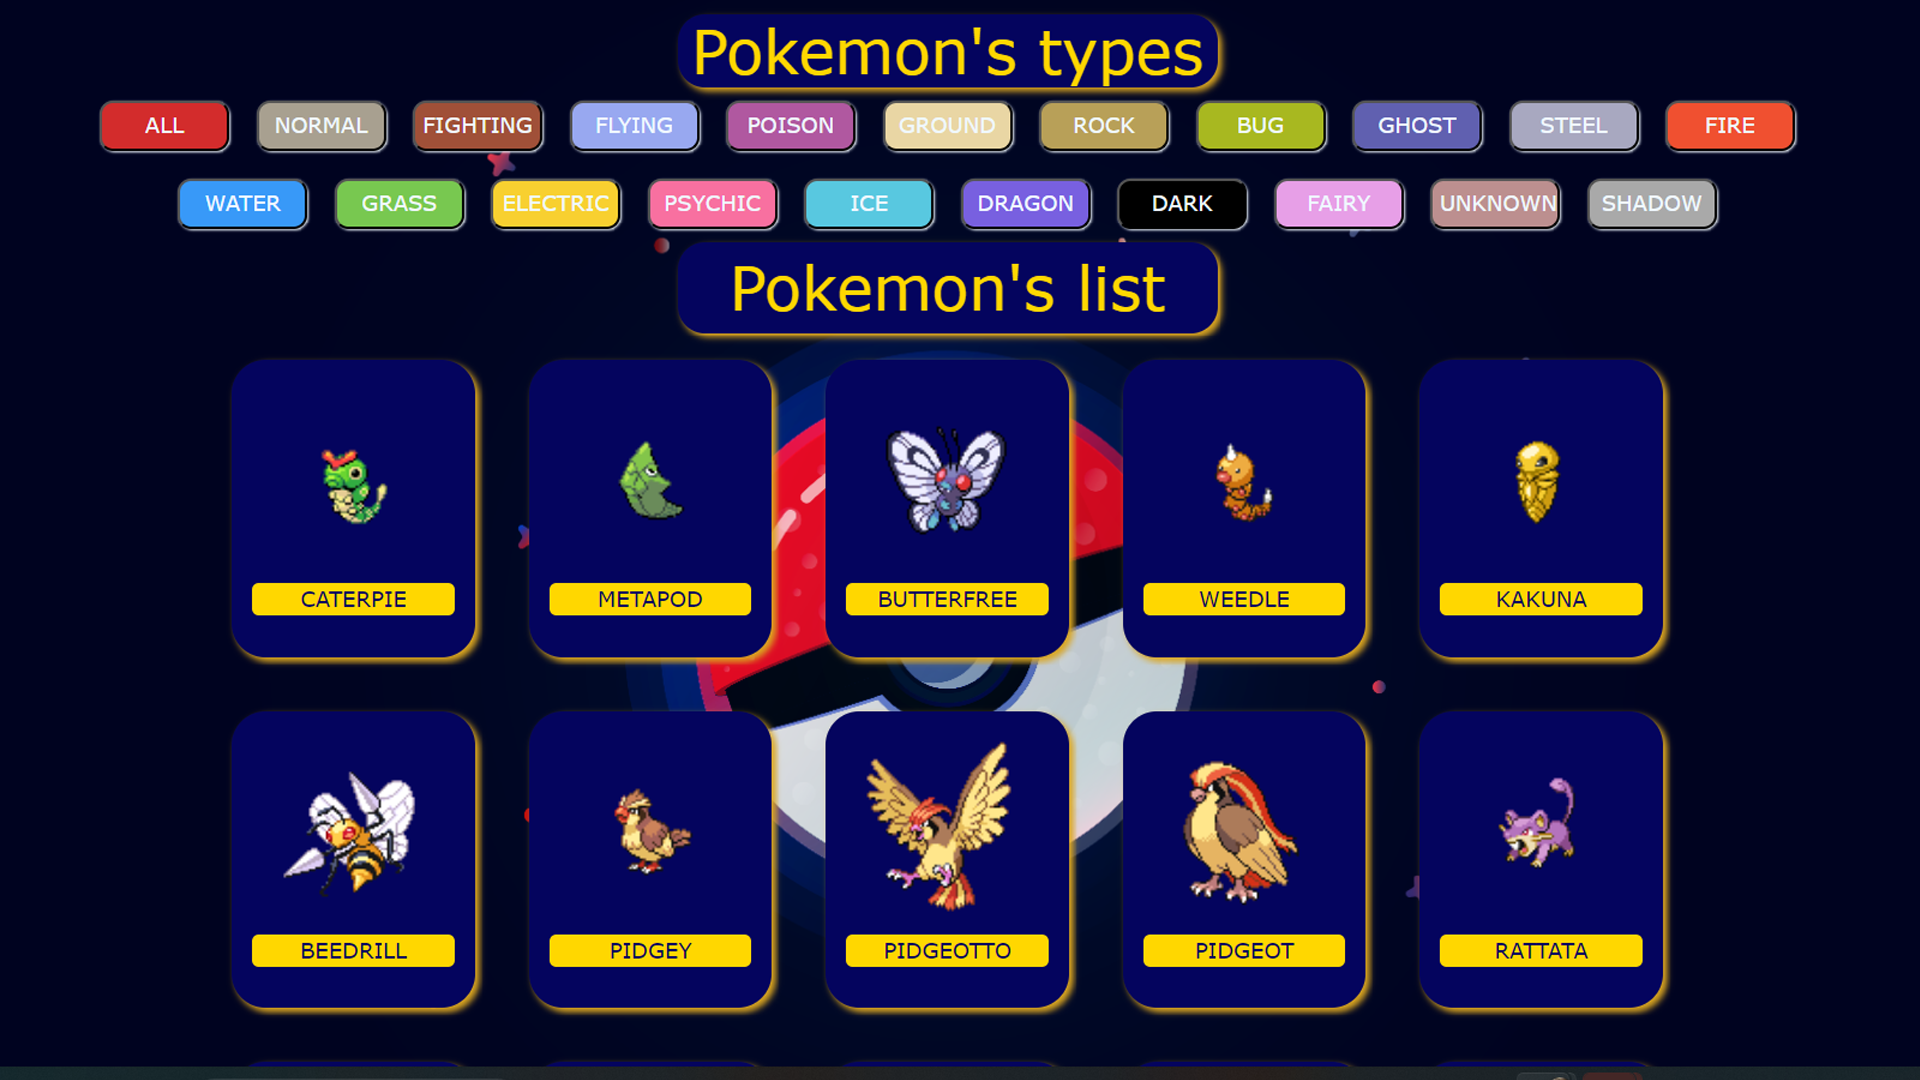 Pokemon's types
ALL NORMAL FIGHTING FLYING POISON GROUND ROCK BUG GHOST STEEL FIRE
WATER GRASS ELECTRIC PSYCHIC ICE DRAGON DARK FAIRY UNKNOWN SHADOW
Pokemon's list
CATERPIE METAPOD BUTTERFREE WEEDLE KAKUNA
BEEDRILL PIDGEY PIDGEOTTO PIDGEOT RATTATA